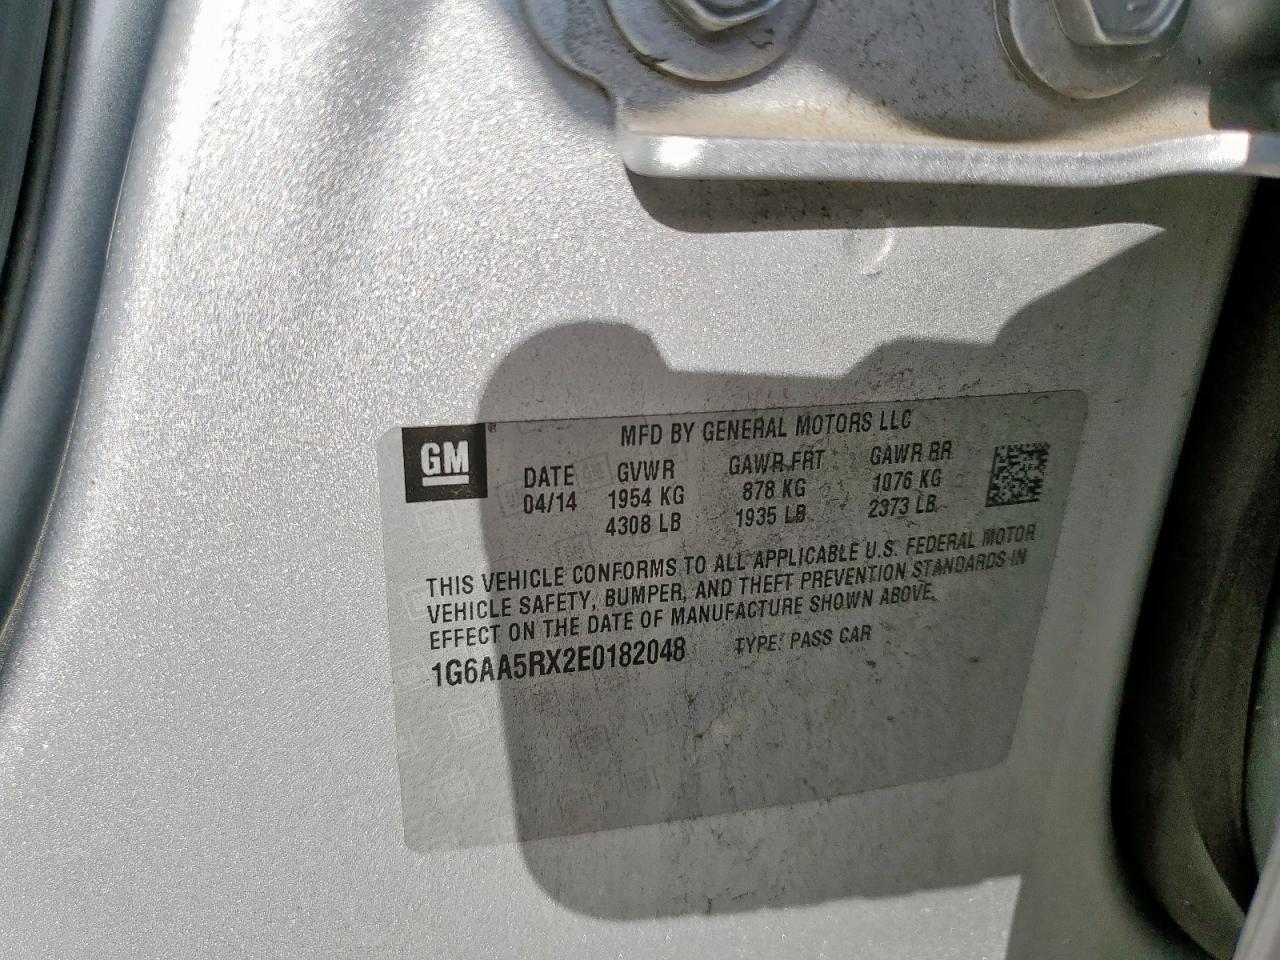 GM®
MFD BY GENERAL MOTORS LLC
DATE GVWR GAWR FRT GAWR RR
04/14 1954 KG 878 KG 1076 KG
4308 LB 1935 LB 2373 LB
THIS VEHICLE CONFORMS TO ALL APPLICABLE U.S. FEDERAL MOTOR
VEHICLE SAFETY, BUMPER, AND THEFT PREVENTION STANDARDS IN
EFFECT ON THE DATE OF MANUFACTURE SHOWN ABOVE.
1G6AA5RX2E0182048 TYPE: PASS CAR